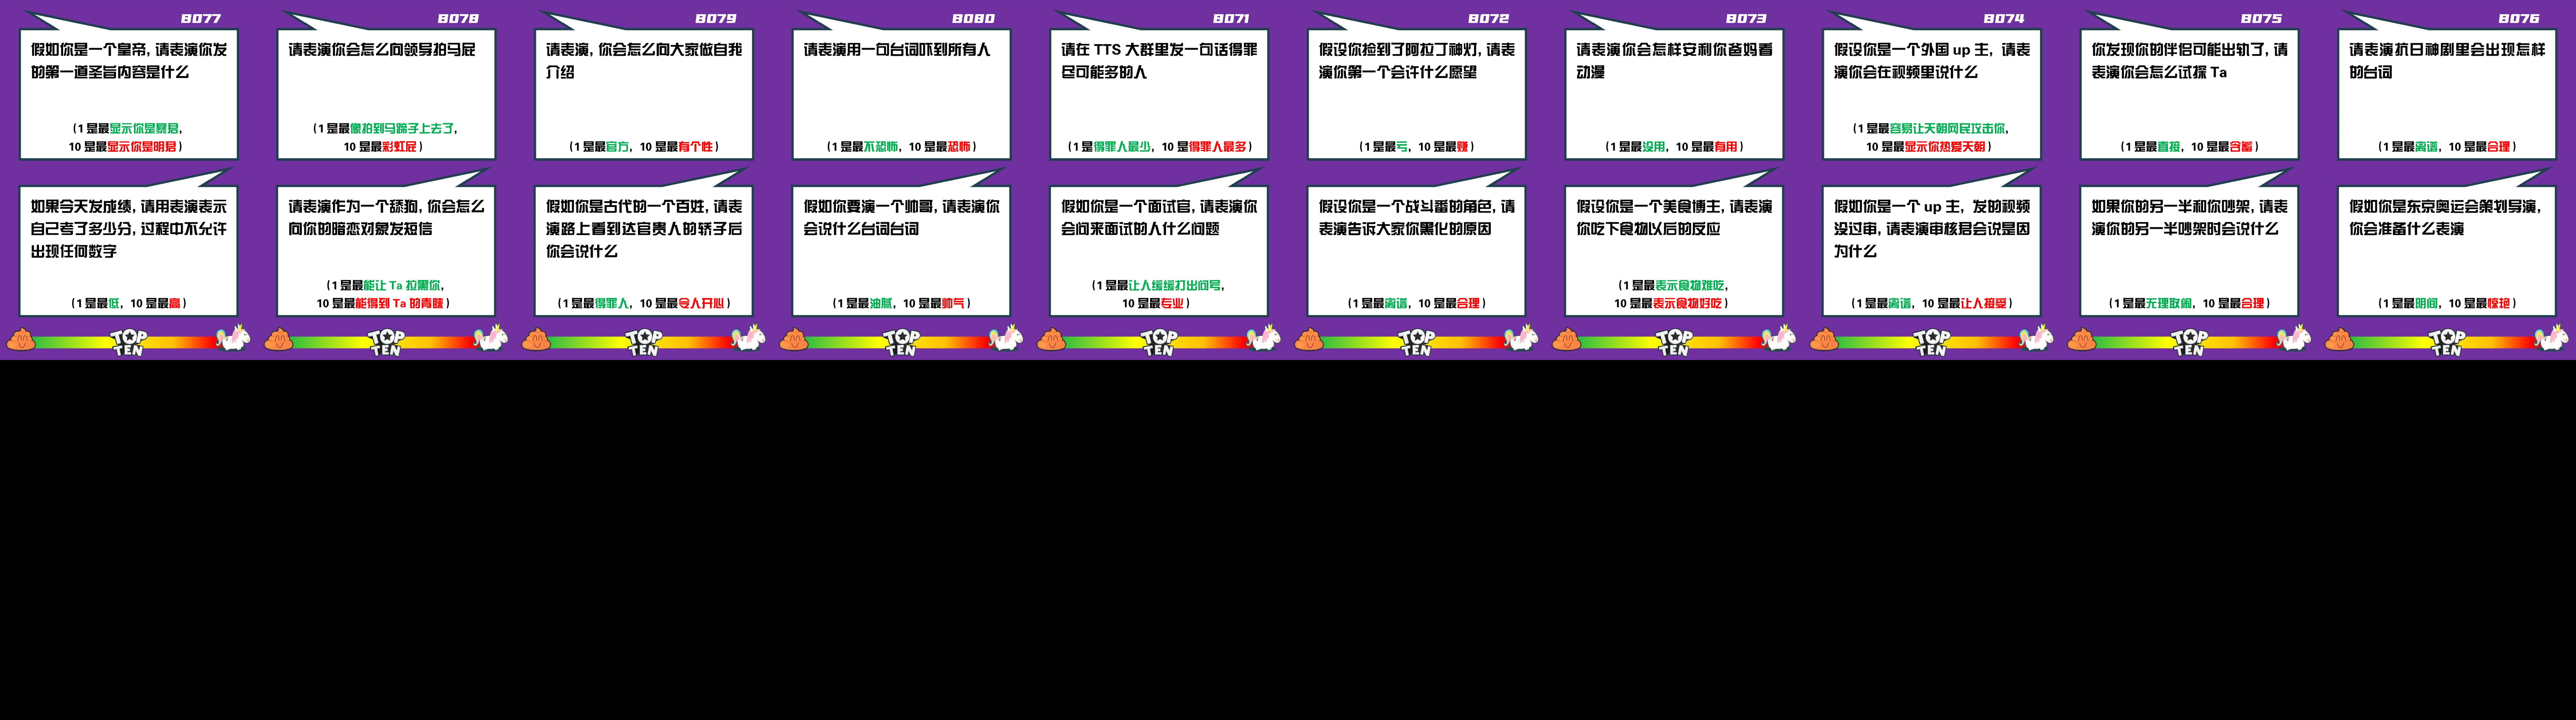 B077
假如你是一个皇帝, 请表演你发
的第一道圣旨内容是什么
(1 是最显示你是暴君,
10 是最显示你是明君)
如果今天发成绩, 请用表演表示
自己考了多少分, 过程中不允许
出现任何数字
(1 是最低, 10 是最高)
TOP
TEN
B078
请表演你会怎么向领导拍马屁
(1 是最像拍到马蹄子上去了,
10 是最彩虹屁)
请表演作为一个舔狗, 你会怎么
向你的暗恋对象发短信
(1 是最能让 Ta 拉黑你,
10 是最能得到 Ta 的青睐)
TOP
TEN
B079
请表演, 你会怎么向大家做自我
介绍
(1 是最官方, 10 是最有个性)
假如你是古代的一个百姓, 请表
演路上看到达官贵人的轿子后
你会说什么
(1 是最得罪人, 10 是最令人开心)
TOP
TEN
B080
请表演用一句台词吓到所有人
(1 是最不恐怖, 10 是最恐怖)
假如你要演一个帅哥, 请表演你
会说什么台词台词
(1 是最油腻, 10 是最帅气)
TOP
TEN
B071
请在 TTS 大群里发一句话得罪
尽可能多的人
(1 是得罪人最少, 10 是得罪人最多)
假如你是一个面试官, 请表演你
会问来面试的人什么问题
(1 是最让人缓缓打出问号,
10 是最专业)
TOP
TEN
B072
假设你捡到了阿拉丁神灯, 请表
演你第一个会许什么愿望
(1 是最亏, 10 是最赚)
假设你是一个战斗番的角色, 请
表演告诉大家你黑化的原因
(1 是最离谱, 10 是最合理)
TOP
TEN
B073
请表演你会怎样安利你爸妈看
动漫
(1 是最没用, 10 是最有用)
假设你是一个美食博主, 请表演
你吃下食物以后的反应
(1 是最表示食物难吃,
10 是最表示食物好吃)
TOP
TEN
B074
假设你是一个外国 up 主, 请表
演你会在视频里说什么
(1 是最容易让天朝网民攻击你,
10 是最显示你热爱天朝)
假如你是一个 up 主, 发的视频
没过审, 请表演审核君会说是因
为什么
(1 是最离谱, 10 是最让人接受)
TOP
TEN
B075
你发现你的伴侣可能出轨了, 请
表演你会怎么试探 Ta
(1 是最直接, 10 是最含蓄)
如果你的另一半和你吵架, 请表
演你的另一半吵架时会说什么
(1 是最无理取闹, 10 是最合理)
TOP
TEN
B076
请表演抗日神剧里会出现怎样
的台词
(1 是最离谱, 10 是最合理)
假如你是东京奥运会策划导演,
你会准备什么表演
(1 是最阴间, 10 是最惊艳)
TOP
TEN